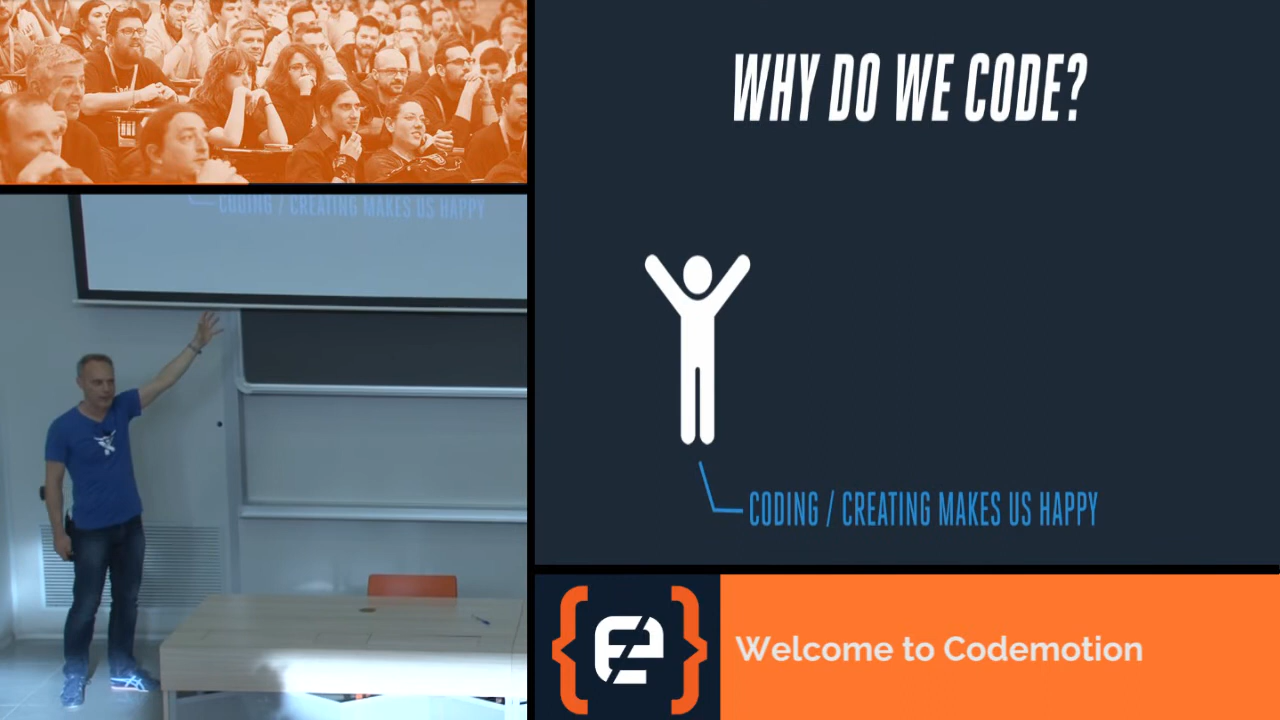 WHY DO WE CODE?
CODING / CREATING MAKES US HAPPY
CODING / CREATING MAKES US HAPPY
Welcome to Codemotion